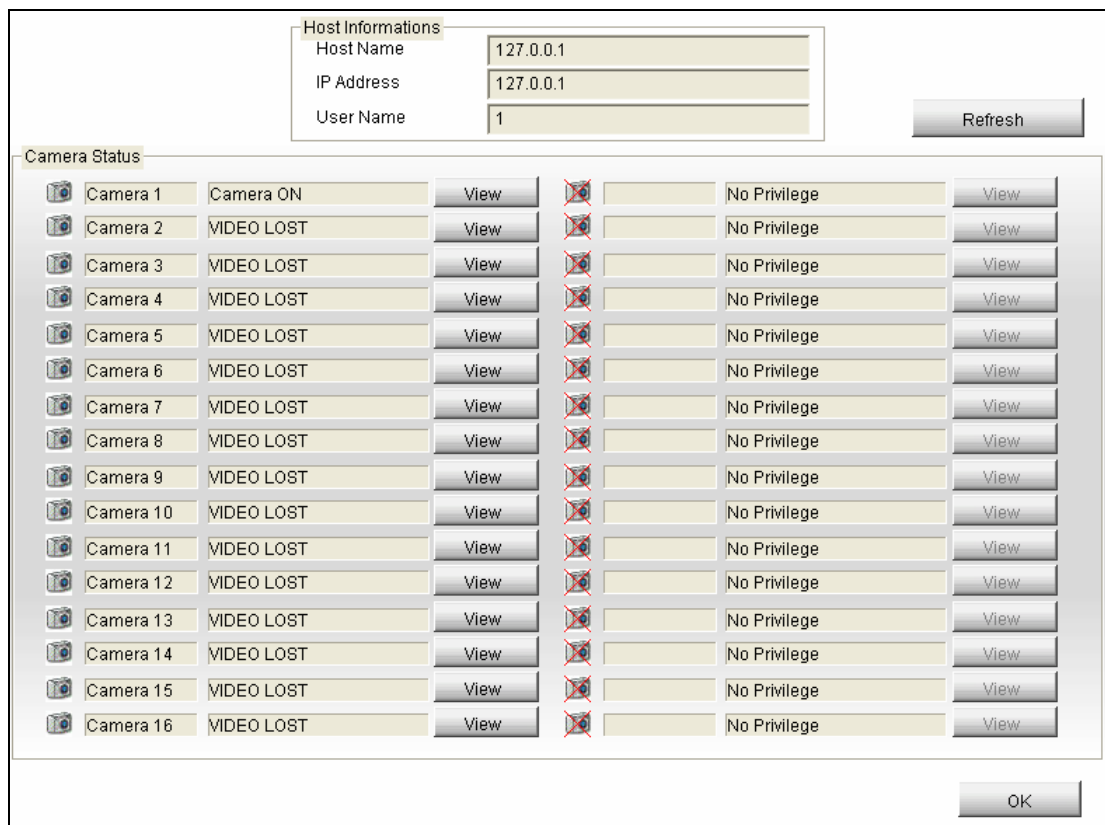 Host Informations
Host Name 127.0.0.1
IP Address 127.0.0.1
User Name 1
Refresh
Camera Status
Camera 1 Camera ON View No Privilege View
Camera 2 VIDEO LOST View No Privilege View
Camera 3 VIDEO LOST View No Privilege View
Camera 4 VIDEO LOST View No Privilege View
Camera 5 VIDEO LOST View No Privilege View
Camera 6 VIDEO LOST View No Privilege View
Camera 7 VIDEO LOST View No Privilege View
Camera 8 VIDEO LOST View No Privilege View
Camera 9 VIDEO LOST View No Privilege View
Camera 10 VIDEO LOST View No Privilege View
Camera 11 VIDEO LOST View No Privilege View
Camera 12 VIDEO LOST View No Privilege View
Camera 13 VIDEO LOST View No Privilege View
Camera 14 VIDEO LOST View No Privilege View
Camera 15 VIDEO LOST View No Privilege View
Camera 16 VIDEO LOST View No Privilege View
OK